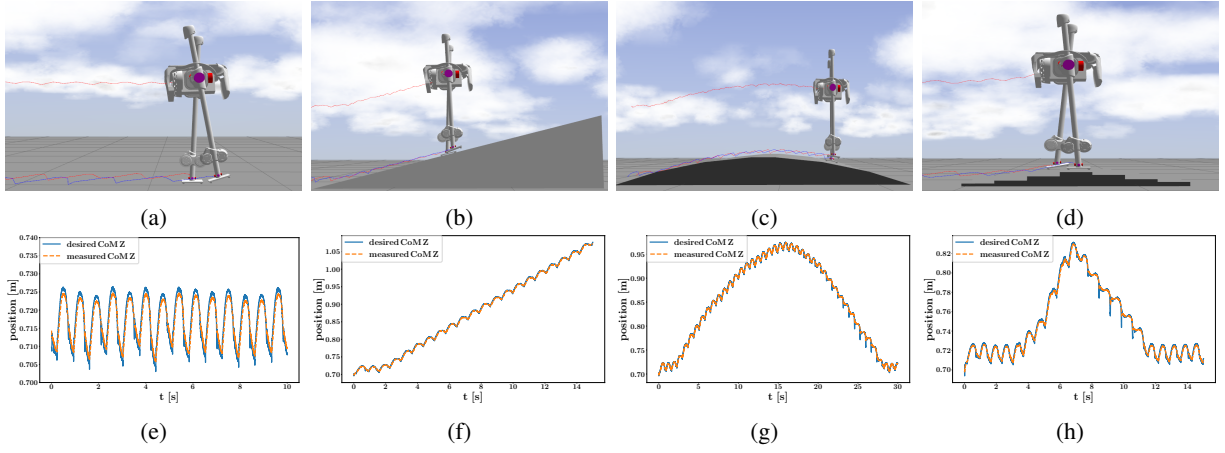 (a)
(b)
(c)
(d)
0.740
0.735
0.730
0.725
0.720
0.715
0.710
0.705
0.700
position [m]
desired CoM Z
measured CoM Z
0
2
4
6
8
10
t [s]
1.05
1.00
0.95
0.90
0.85
0.80
0.75
0.70
position [m]
desired CoM Z
measured CoM Z
0
2
4
6
8
10
12
14
t [s]
0.95
0.90
0.85
0.80
0.75
0.70
position [m]
desired CoM Z
measured CoM Z
0
5
10
15
20
25
30
t [s]
0.82
0.80
0.78
0.76
0.74
0.72
0.70
position [m]
desired CoM Z
measured CoM Z
0
2
4
6
8
10
12
14
t [s]
(e)
(f)
(g)
(h)